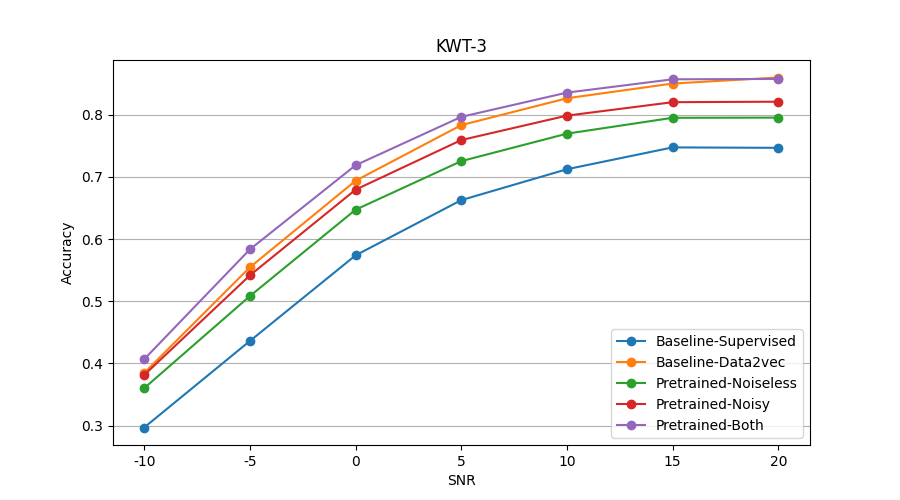 KWT-3
Accuracy
0.8
0.7
0.6
0.5
0.4
0.3
-10
-5
0
5
10
15
20
SNR
Baseline-Supervised
Baseline-Data2vec
Pretrained-Noiseless
Pretrained-Noisy
Pretrained-Both